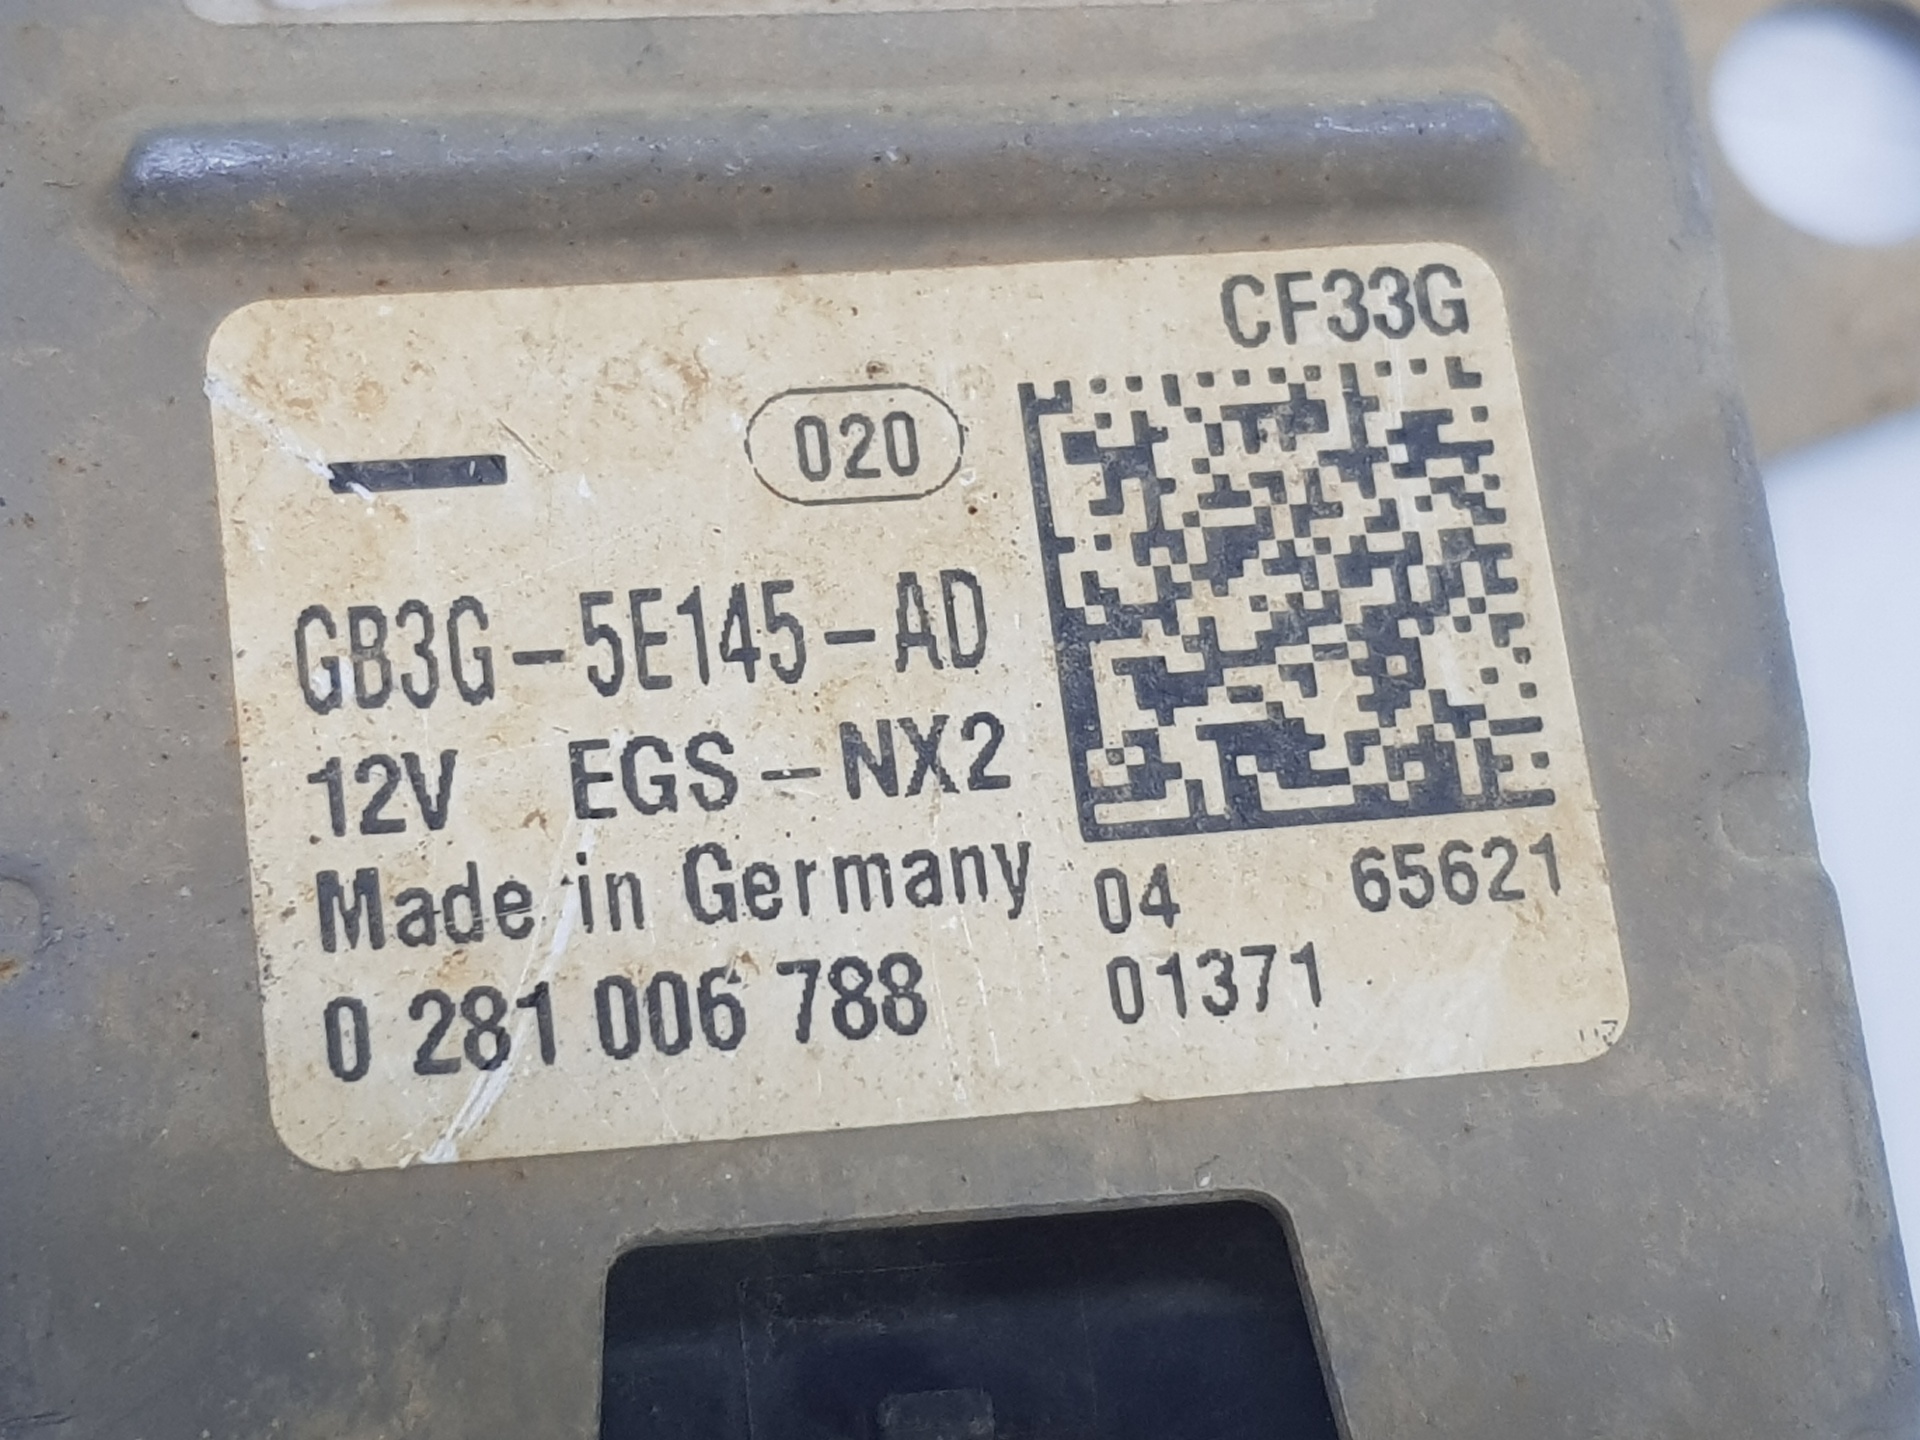 CF33G
020
GB3G-5E145-AD
12V EGS-NX2
Made in Germany
0 281 006 788
04 65621
01371